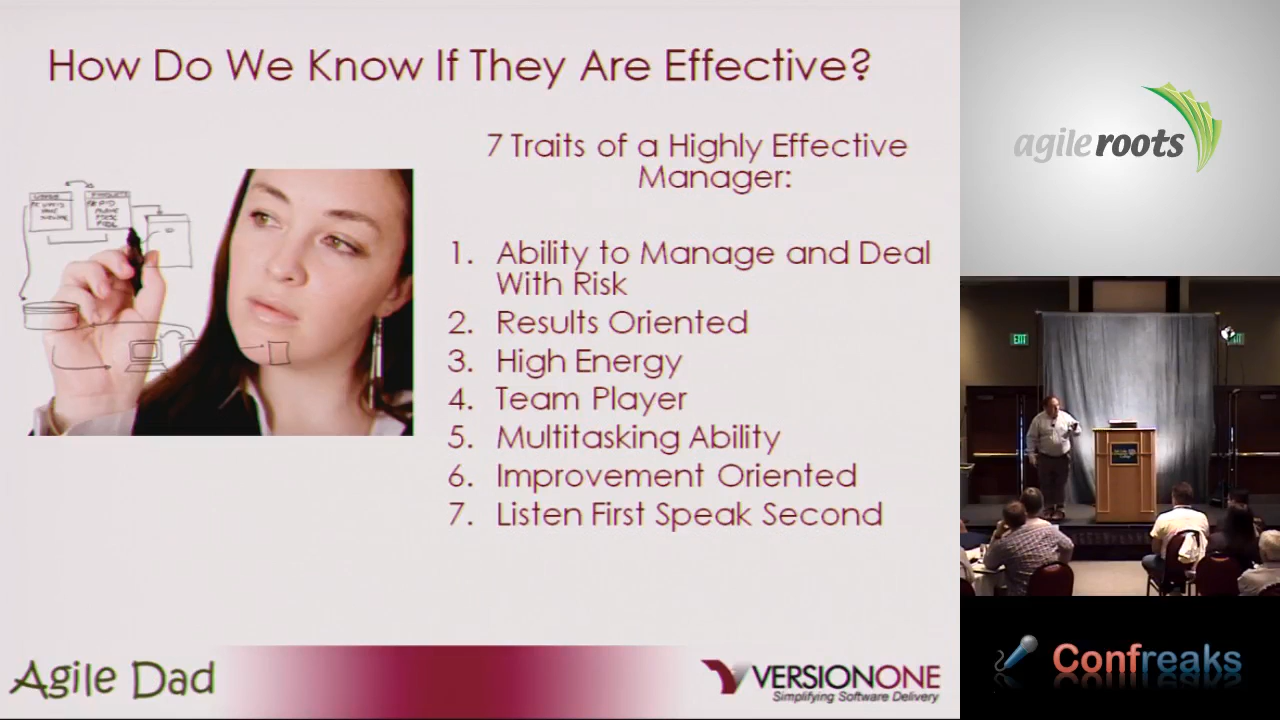 How Do We Know If They Are Effective?
7 Traits of a Highly Effective
Manager:
1. Ability to Manage and Deal
With Risk
2. Results Oriented
3. High Energy
4. Team Player
5. Multitasking Ability
6. Improvement Oriented
7. Listen First Speak Second
Agile Dad
VERSIONONE
Simplifying Software Delivery
agile roots
EXIT
Confreaks